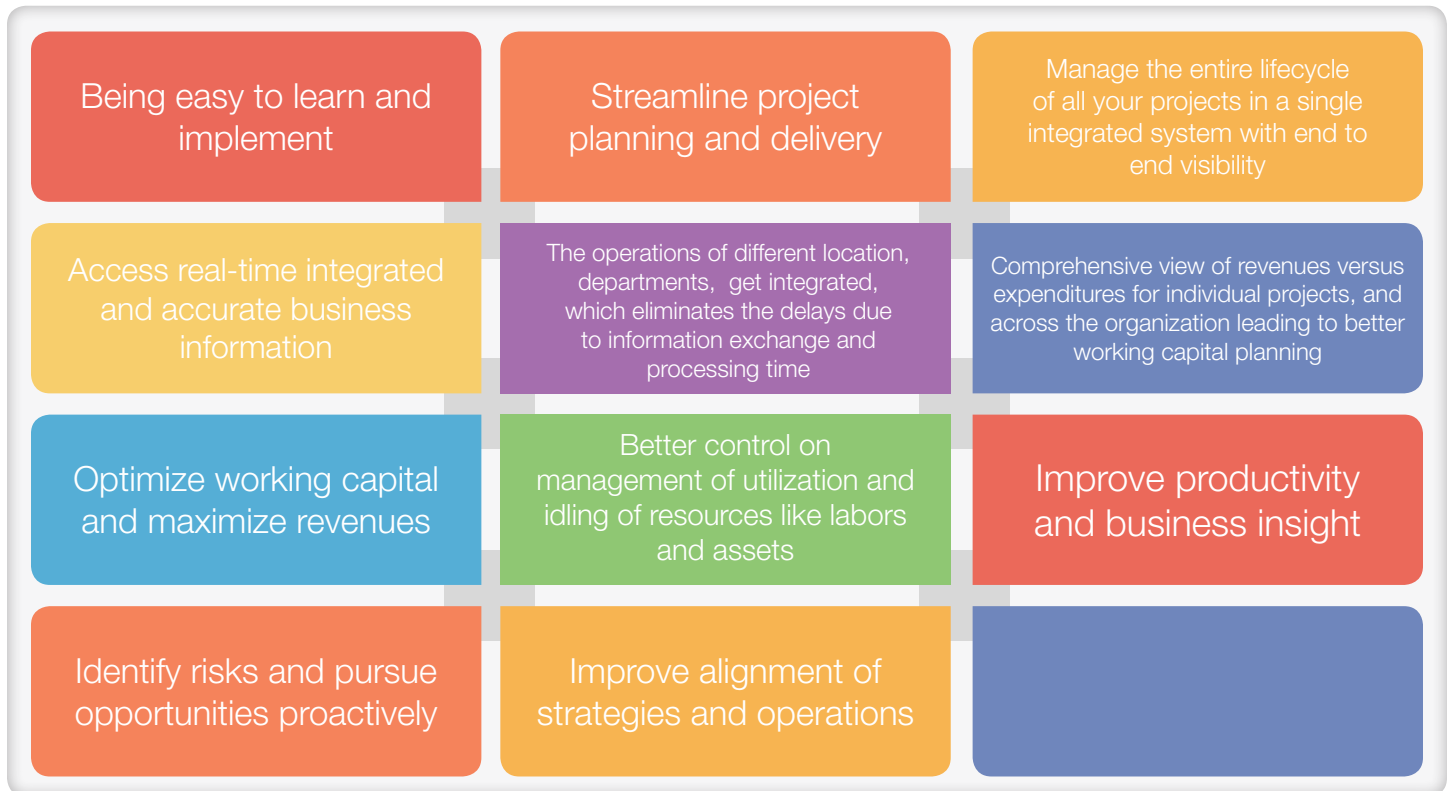 Being easy to learn and
implement
Streamline project
planning and delivery
Manage the entire lifecycle
of all your projects in a single
integrated system with end to
end visibility
Access real-time integrated
and accurate business
information
The operations of different location,
departments,  get integrated,
which eliminates the delays due
to information exchange and
processing time
Comprehensive view of revenues versus
expenditures for individual projects, and
across the organization leading to better
working capital planning
Optimize working capital
and maximize revenues
Better control on
management of utilization and
idling of resources like labors
and assets
Improve productivity
and business insight
Identify risks and pursue
opportunities proactively
Improve alignment of
strategies and operations